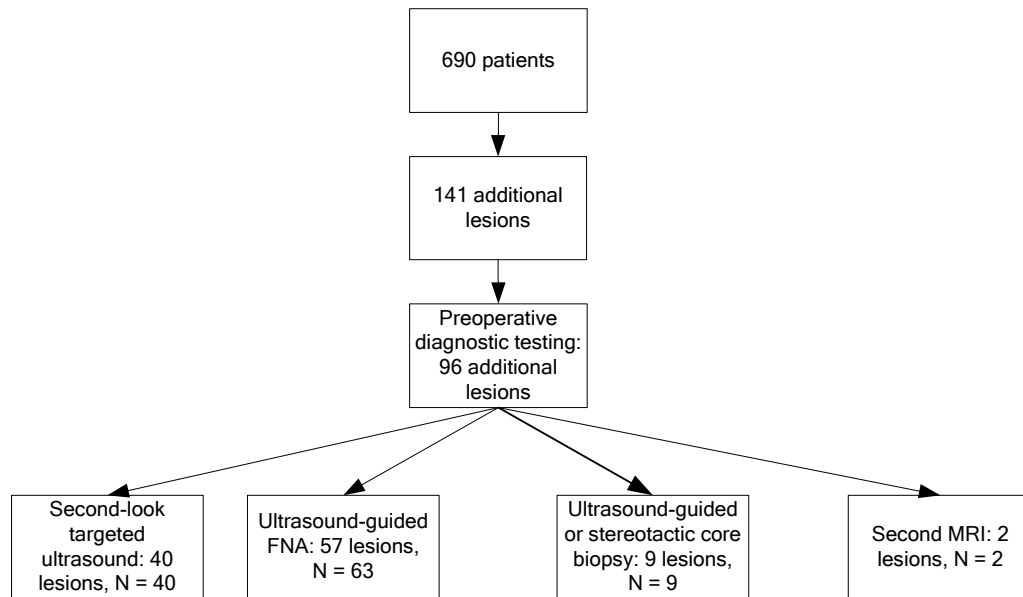 690 patients
141 additional
lesions
Preoperative
diagnostic testing:
96 additional
lesions
Second-look
targeted
ultrasound: 40
lesions, N = 40
Ultrasound-guided
FNA: 57 lesions,
N = 63
Ultrasound-guided
or stereotactic core
biopsy: 9 lesions,
N = 9
Second MRI: 2
lesions, N = 2